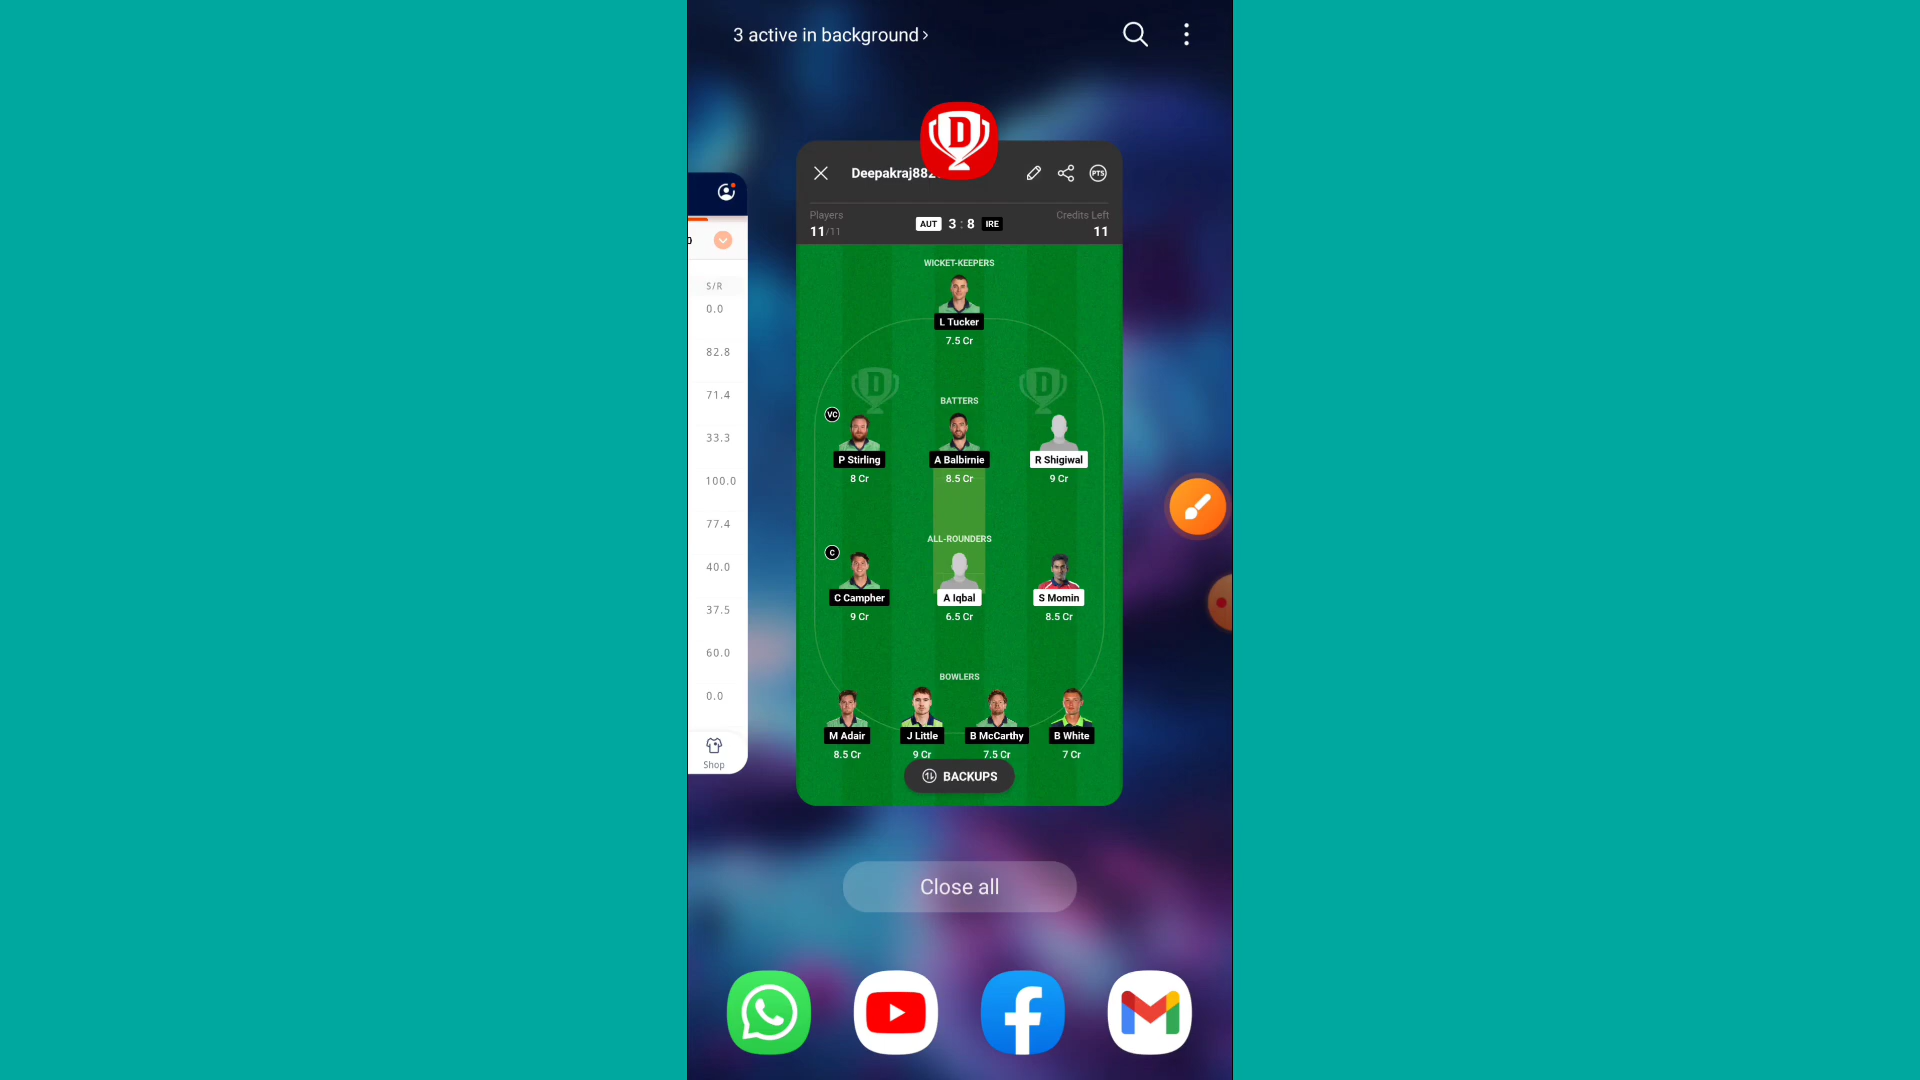 3 active in background ›
D
Deepakraj882
PTS
Players
11/11
AUT 3 : 8 IRE
Credits Left
11
WICKET-KEEPERS
L Tucker
7.5 Cr
D D
BATTERS
VC
P Stirling
8 Cr
A Balbirnie
8.5 Cr
R Shigiwal
9 Cr
ALL-ROUNDERS
C
C Campher
9 Cr
A Iqbal
6.5 Cr
S Momin
8.5 Cr
BOWLERS
M Adair
8.5 Cr
J Little
9 Cr
B McCarthy
7.5 Cr
B White
7 Cr
BACKUPS
S/R
0.0
82.8
71.4
33.3
100.0
77.4
40.0
37.5
60.0
0.0
Shop
Close all